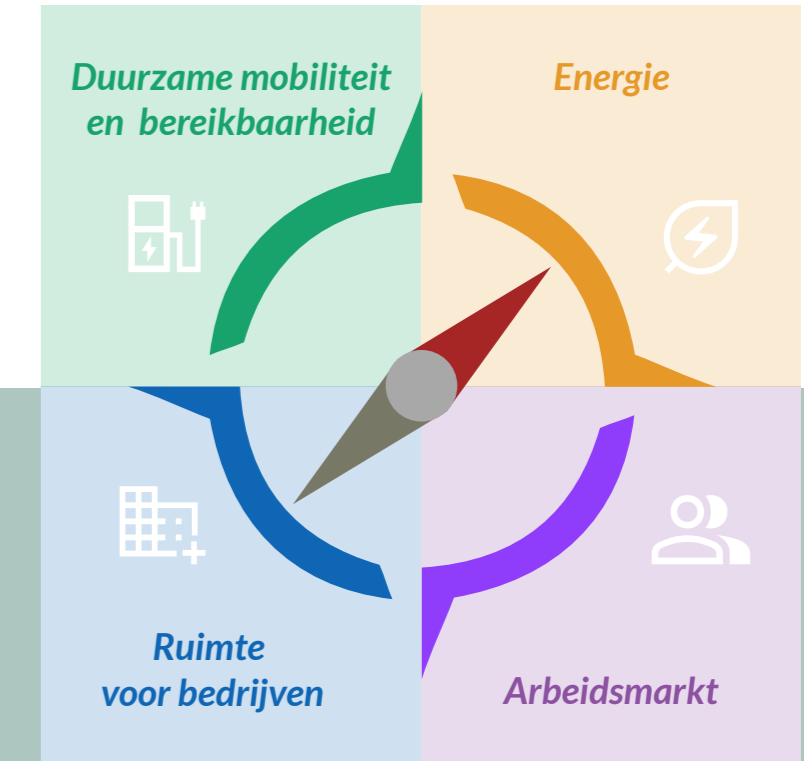 Duurzame mobiliteit
en bereikbaarheid
Energie
Ruimte
voor bedrijven
Arbeidsmarkt